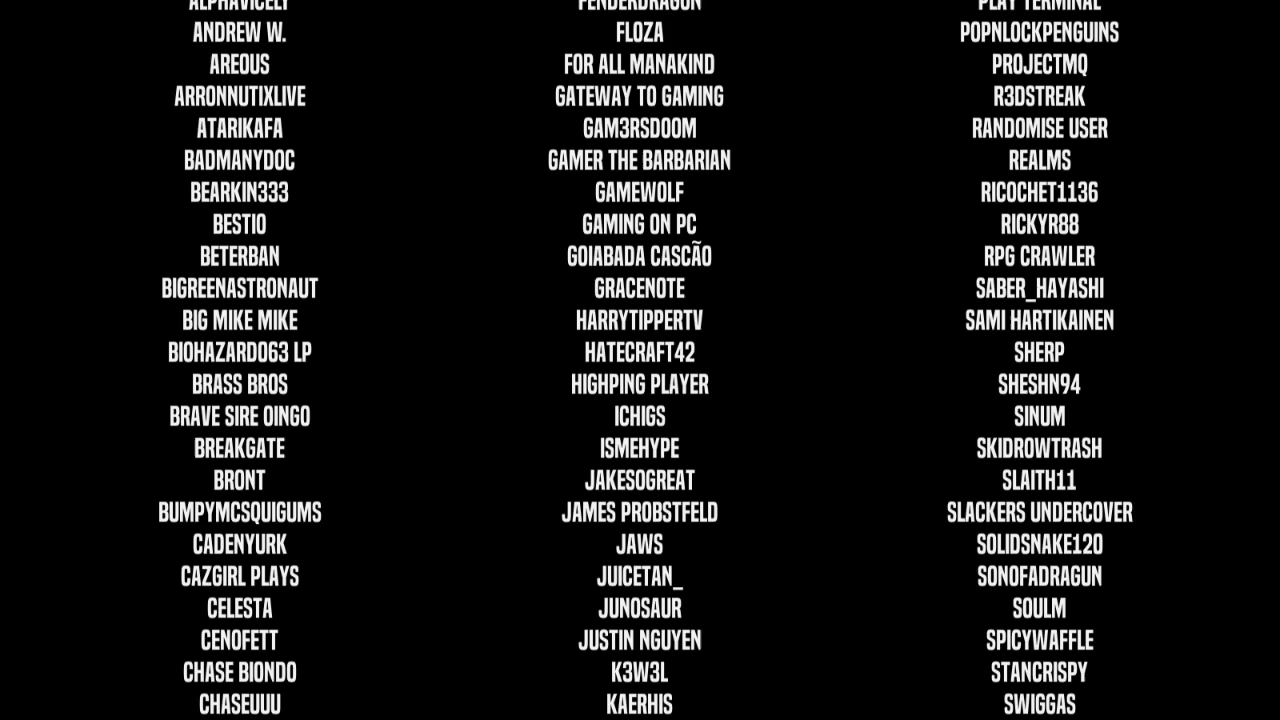 ALPHAVICELY
ANDREW W.
AREOUS
ARRONNUTIXLIVE
ATARIKAFA
BADMANYDOC
BEARKIN333
BESTIO
BETERBAN
BIGREENASTRONAUT
BIG MIKE MIKE
BIOHAZARD063 LP
BRASS BROS
BRAVE SIRE OINGO
BREAKGATE
BRONT
BUMPYMCSQUIGUMS
CADENYURK
CAZGIRL PLAYS
CELESTA
CENOFETT
CHASE BIONDO
CHASEUUU
FENDERDRAGON
FLOZA
FOR ALL MANAKIND
GATEWAY TO GAMING
GAM3RSDOOM
GAMER THE BARBARIAN
GAMEWOLF
GAMING ON PC
GOIABADA CASCÃO
GRACENOTE
HARRYTIPPERTV
HATECRAFT42
HIGHPING PLAYER
ICHIGS
ISMEHYPE
JAKESOGREAT
JAMES PROBSTFELD
JAWS
JUICETAN_
JUNOSAUR
JUSTIN NGUYEN
K3W3L
KAERHIS
PLAY TERMINAL
POPNLOCKPENGUINS
PROJECTMQ
R3DSTREAK
RANDOMISE USER
REALMS
RICOCHET1136
RICKYR88
RPG CRAWLER
SABER_HAYASHI
SAMI HARTIKAINEN
SHERP
SHESHN94
SINUM
SKIDROWTRASH
SLAITH11
SLACKERS UNDERCOVER
SOLIDSNAKE120
SONOFADRAGUN
SOULM
SPICYWAFFLE
STANCRISPY
SWIGGAS